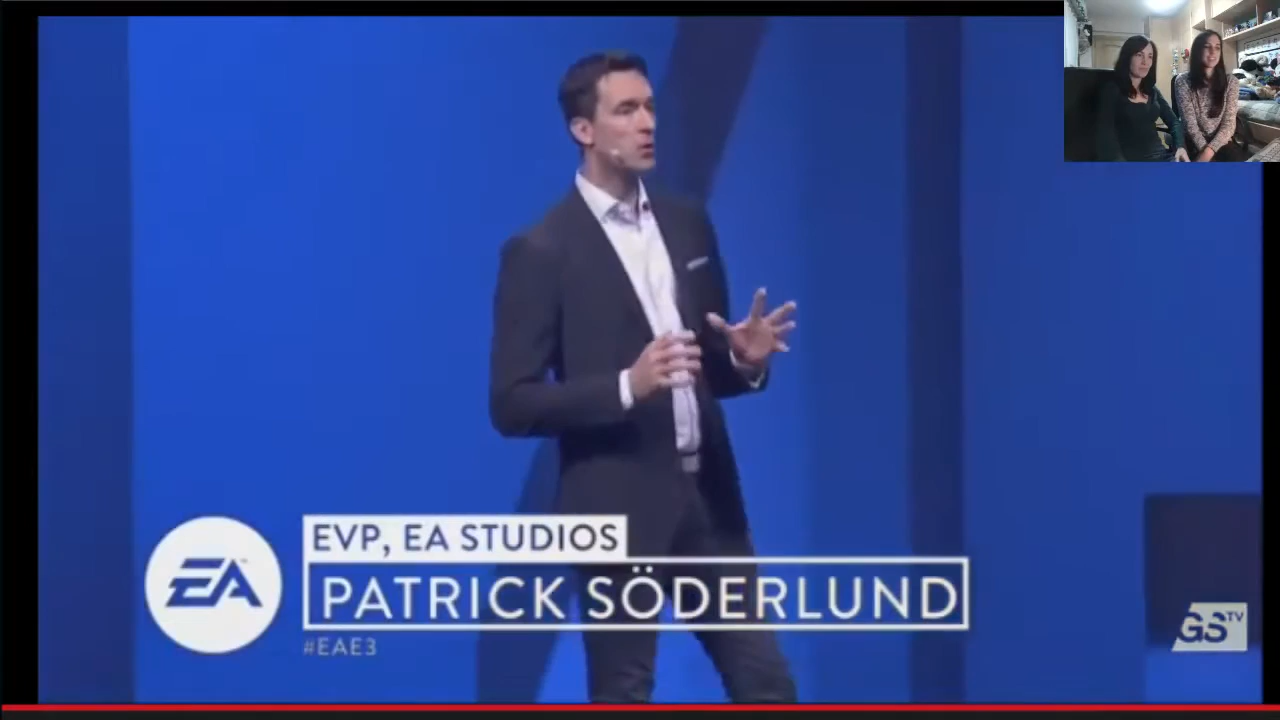 EVP, EA STUDIOS
EA
PATRICK SÖDERLUND
#EAE3
GS TV